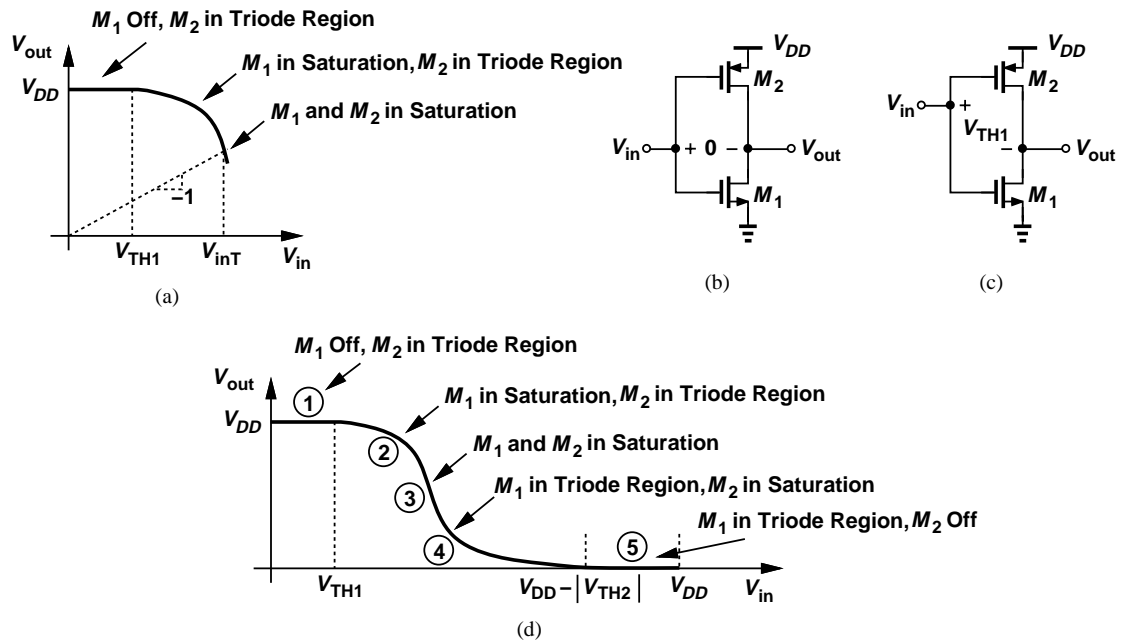 M1 Off, M2 in Triode Region
Vout
M1 in Saturation, M2 in Triode Region
VDD
M1 and M2 in Saturation
−1
VTH1
VinT
Vin
(a)
VDD
M2
Vin
+ 0 −
Vout
M1
(b)
VDD
M2
Vin
+
VTH1
−
Vout
M1
(c)
M1 Off, M2 in Triode Region
Vout
1
VDD
M1 in Saturation, M2 in Triode Region
2
M1 and M2 in Saturation
3
M1 in Triode Region, M2 in Saturation
4
M1 in Triode Region, M2 Off
5
VTH1
VDD − |VTH2|
VDD
Vin
(d)